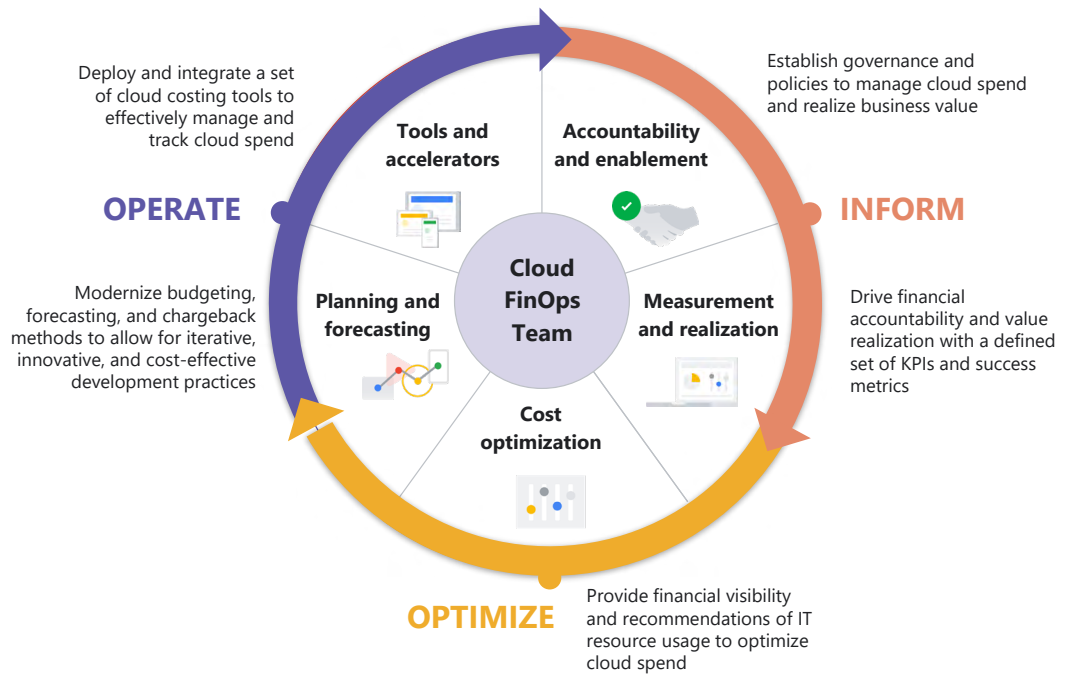 Deploy and integrate a set
of cloud costing tools to
effectively manage and
track cloud spend
Establish governance and
policies to manage cloud spend
and realize business value
Tools and
accelerators
Accountability
and enablement
OPERATE
INFORM
Cloud
FinOps
Team
Modernize budgeting,
forecasting, and chargeback
methods to allow for iterative,
innovative, and cost-effective
development practices
Planning and
forecasting
Measurement
and realization
Drive financial
accountability and value
realization with a defined
set of KPIs and success
metrics
Cost
optimization
OPTIMIZE
Provide financial visibility
and recommendations of IT
resource usage to optimize
cloud spend